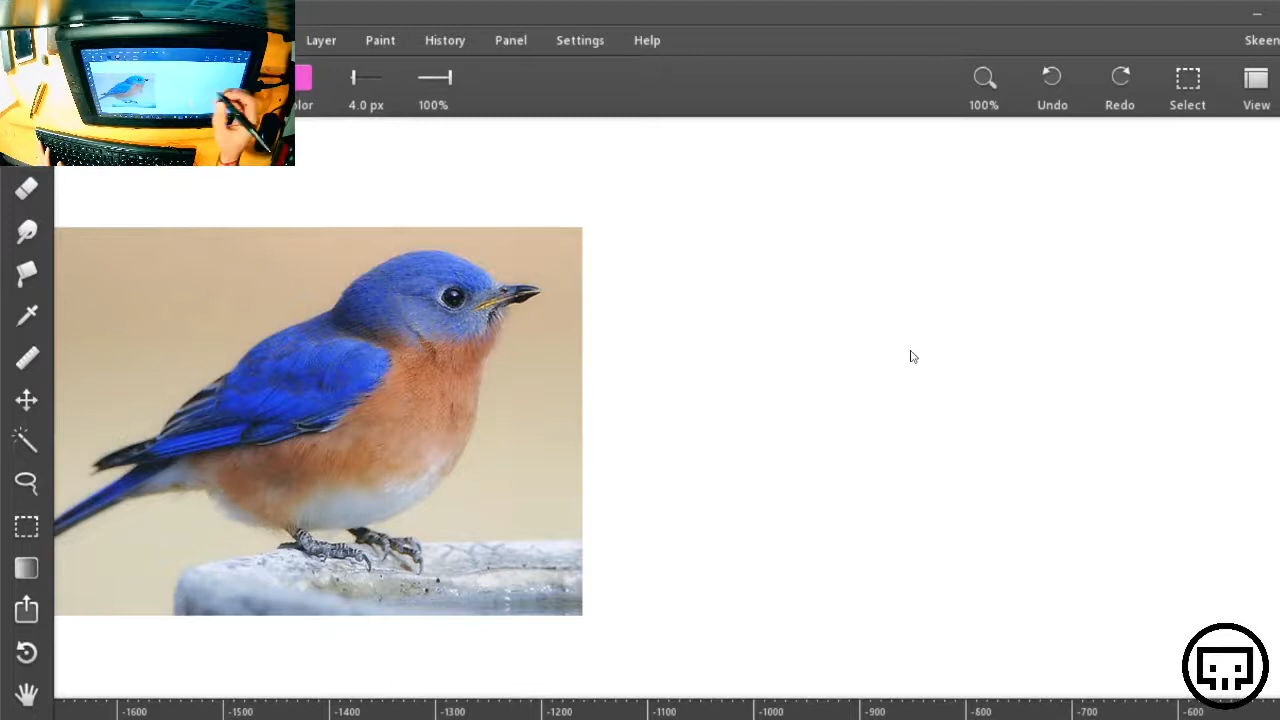 Layer Paint History Panel Settings Help Skeen
olor 4.0 px 100% 100% Undo Redo Select View
-1600 -1500 -1400 -1300 -1200 -1100 -1000 -900 -800 -700 -600